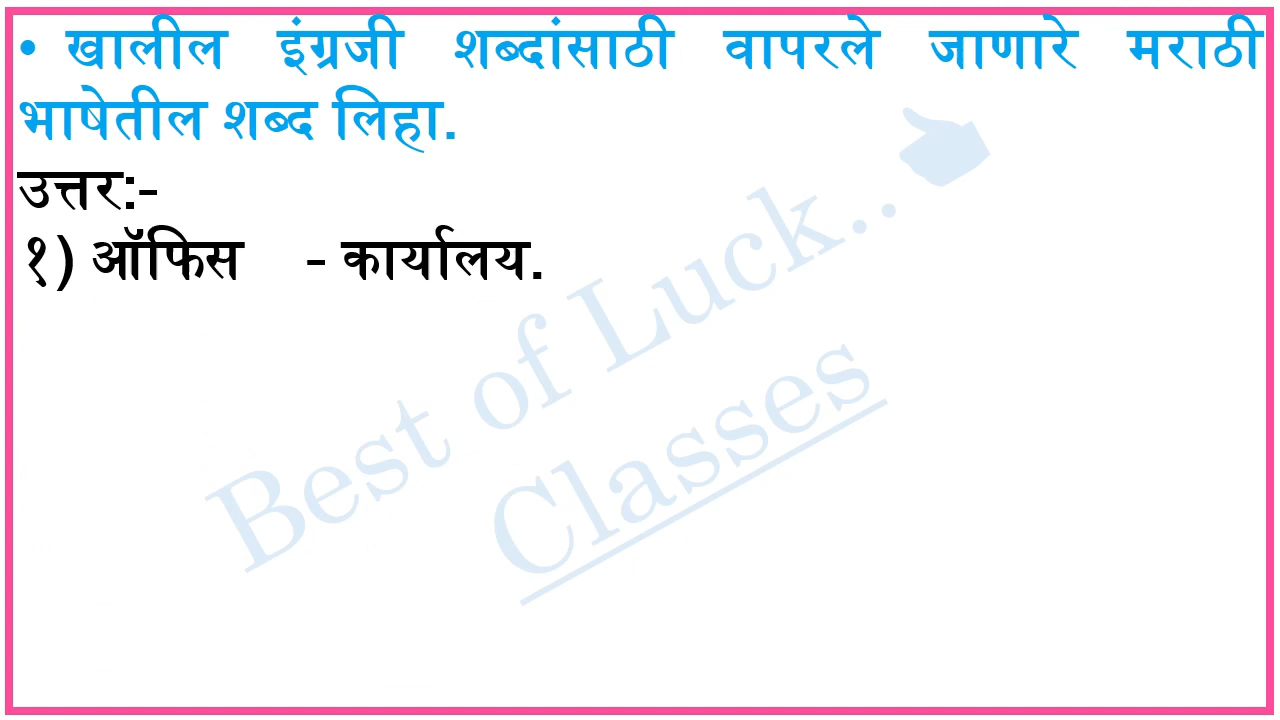 • खालील इंग्रजी शब्दांसाठी वापरले जाणारे मराठी
भाषेतील शब्द लिहा.
उत्तर:-
१) ऑफिस - कार्यालय.
Best of Luck..
Classes